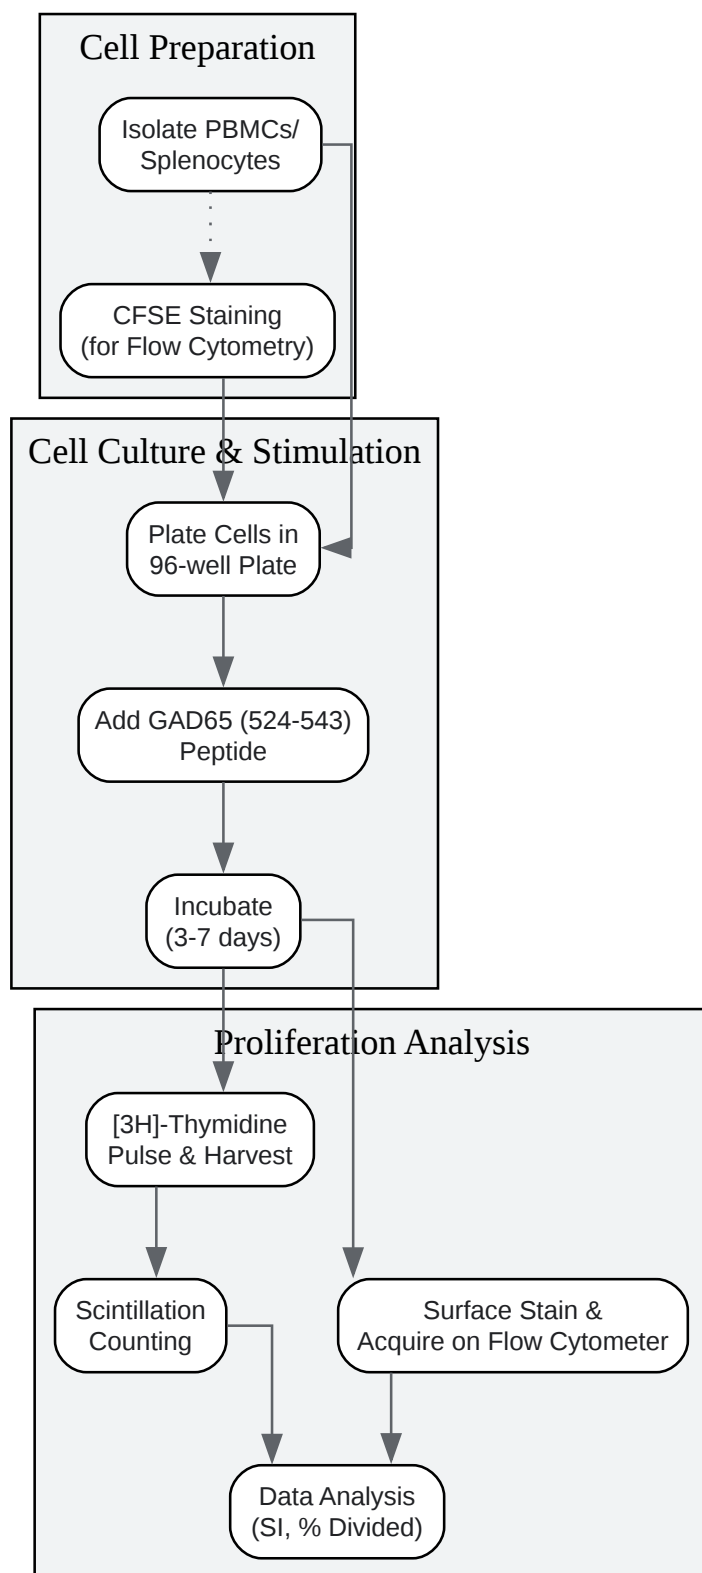 Cell Preparation
Isolate PBMCs/
Splenocytes
CFSE Staining
(for Flow Cytometry)
Cell Culture & Stimulation
Plate Cells in
96-well Plate
Add GAD65 (524-543)
Peptide
Incubate
(3-7 days)
Proliferation Analysis
[3H]-Thymidine
Pulse & Harvest
Scintillation
Counting
Surface Stain &
Acquire on Flow Cytometer
Data Analysis
(SI, % Divided)